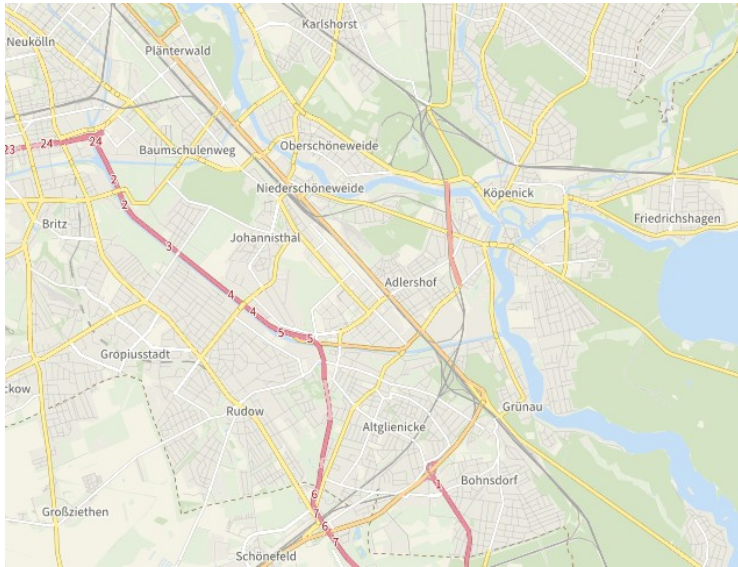 Karlshorst
Neukölln
Plänterwald
23
24
24
Baumschulenweg
Oberschöneweide
2
Niederschöneweide
Köpenick
2
Friedrichshagen
Britz
Johannisthal
3
Adlershof
4
4
5
5
Gropiusstadt
ckow
Rudow
Grünau
Altglienicke
1
Bohnsdorf
6
Großziethen
7
6
7
Schönefeld